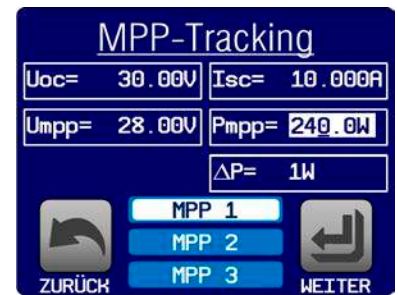 MPP-Tracking
Uoc= 30.00V Isc= 10.000A
Umpp= 28.00V Pmpp= 240.0W
△P= 1W
MPP 1
MPP 2
MPP 3
ZURÜCK WEITER